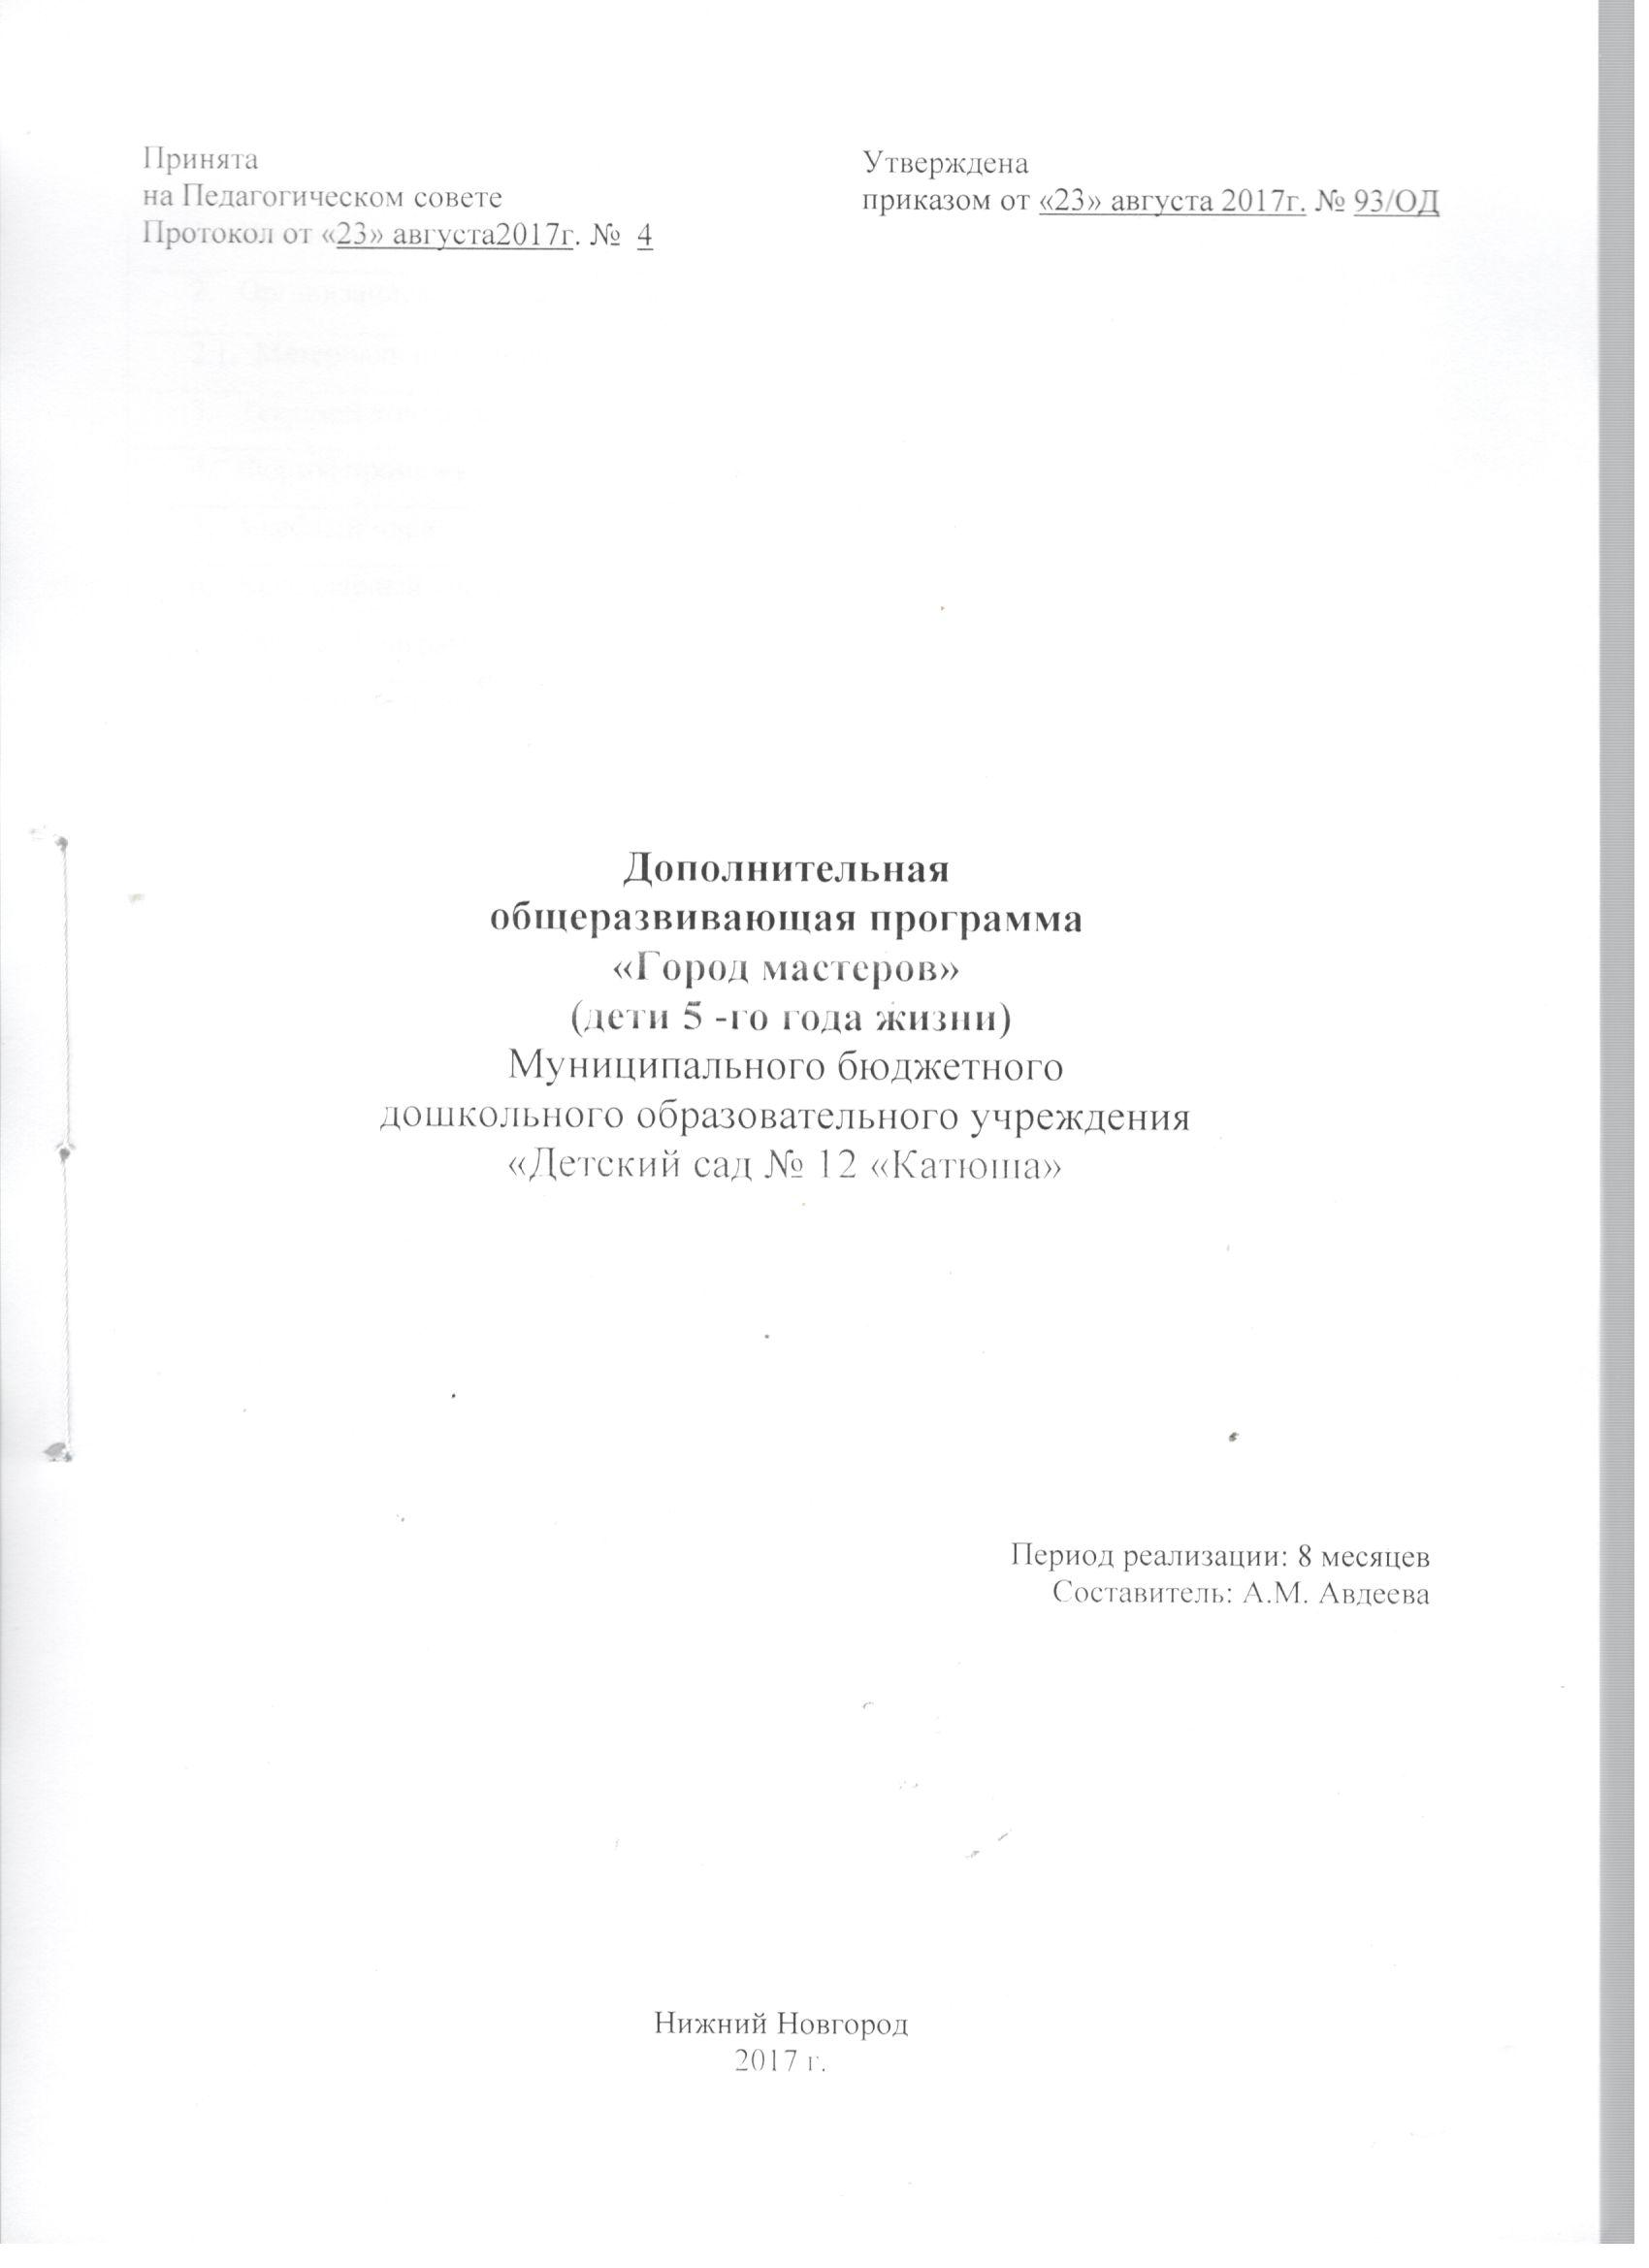 Принята
на Педагогическом совете
Протокол от «23» августа2017г. № 4
Утверждена
приказом от «23» августа 2017г. № 93/ОД
Дополнительная
общеразвивающая программа
«Город мастеров»
(дети 5 -го года жизни)
Муниципального бюджетного
дошкольного образовательного учреждения
«Детский сад № 12 «Катюша»
Период реализации: 8 месяцев
Составитель: А.М. Авдеева
Нижний Новгород
2017 г.